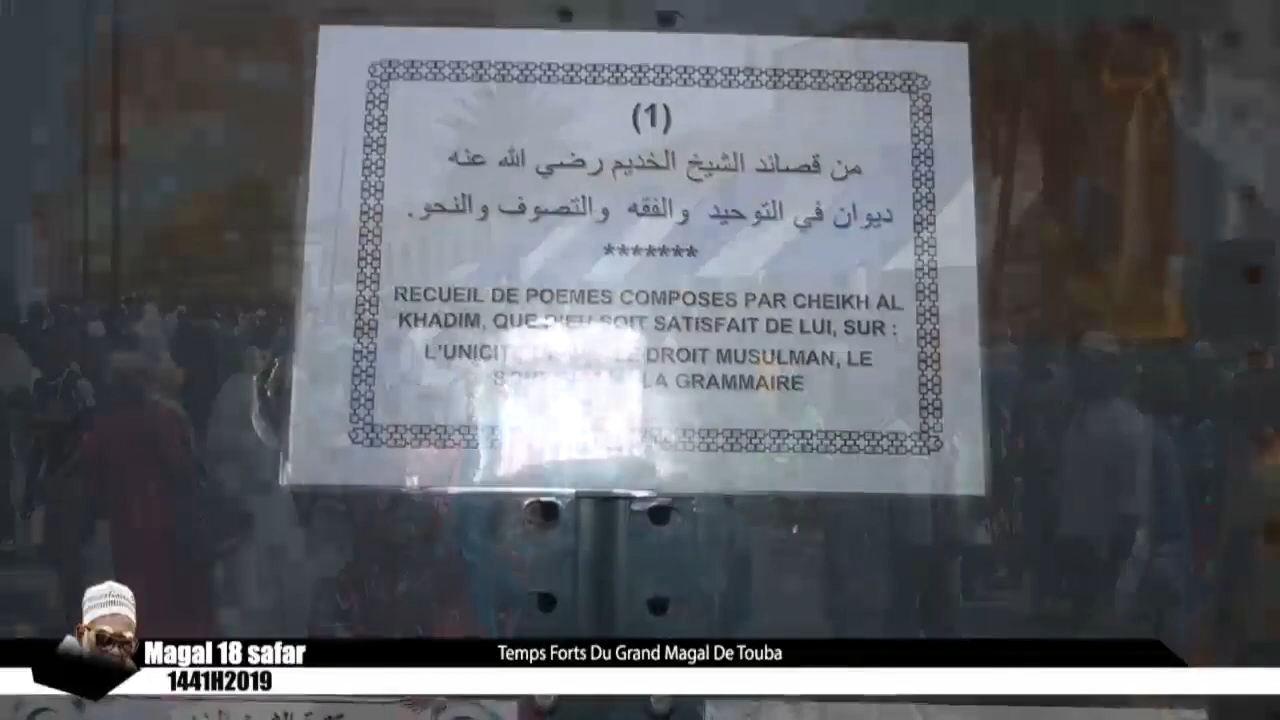 (1)
من قصائد الشيخ الخديم رضي الله عنه
ديوان في التوحيد والفقه والتصوف والنحو.
*******
RECUEIL DE POEMES COMPOSES PAR CHEIKH AL
KHADIM, QUE DIEU SOIT SATISFAIT DE LUI, SUR :
L'UNICITE LE DROIT MUSULMAN, LE
LA GRAMMAIRE
Magal 18 safar
1441H2019
Temps Forts Du Grand Magal De Touba